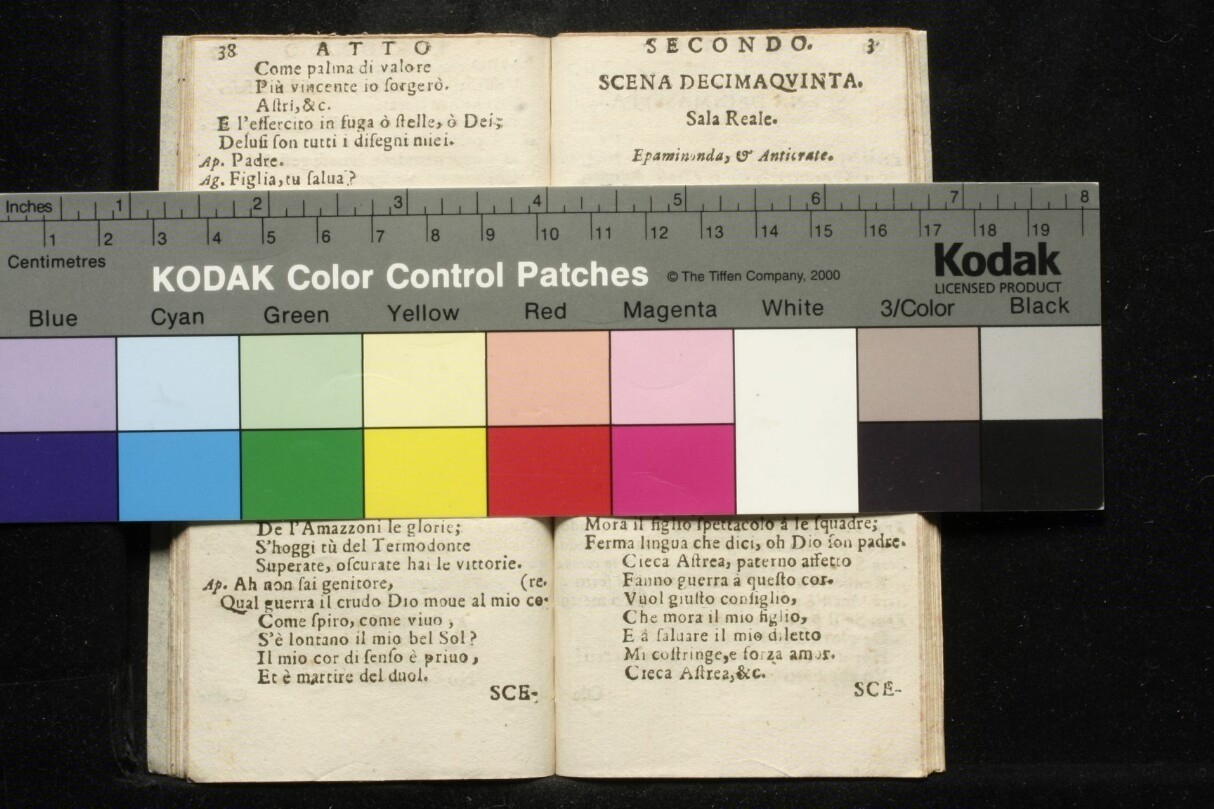 38 ATTO
Come palma di valore
Più vincente io ſorgerò.
Aſtri,&c.
E l'eſſercito in fuga ò ſtelle, ò Dei;
Deluſi ſon tutti i diſegni miei.
Ap. Padre.
Ag. Figlia,tu ſalua?
De l'Amazzoni le glorie;
S'hoggi tù del Termodonte
Superate, oſcurate hai le vittorie.
Ap. Ah non ſai genitore, (re.
Qual guerra il crudo Dio moue al mio co-
Come ſpiro, come viuo ,
S'è lontano il mio bel Sol?
Il mio cor di ſenſo è priuo ,
Et è martire del duol.
SCE-
SECONDO. 3
SCENA DECIMAQVINTA.
Sala Reale.
Epaminonda, & Anticrate.
Mora il figlio ſpettacolo à le ſquadre;
Ferma lingua che dici, oh Dio ſon padre.
Cieca Aſtrea, paterno affetto
Fanno guerra à queſto cor.
Vuol giuſto conſiglio,
Che mora il mio figlio,
E à ſaluare il mio diletto
Mi coſtringe,e forza amor.
Cieca Aſtrea,&c.
SCE-
Inches 1 2 3 4 5 6 7 8
1 2 3 4 5 6 7 8 9 10 11 12 13 14 15 16 17 18 19
Centimetres
KODAK Color Control Patches © The Tiffen Company, 2000
Kodak
LICENSED PRODUCT
Blue Cyan Green Yellow Red Magenta White 3/Color Black